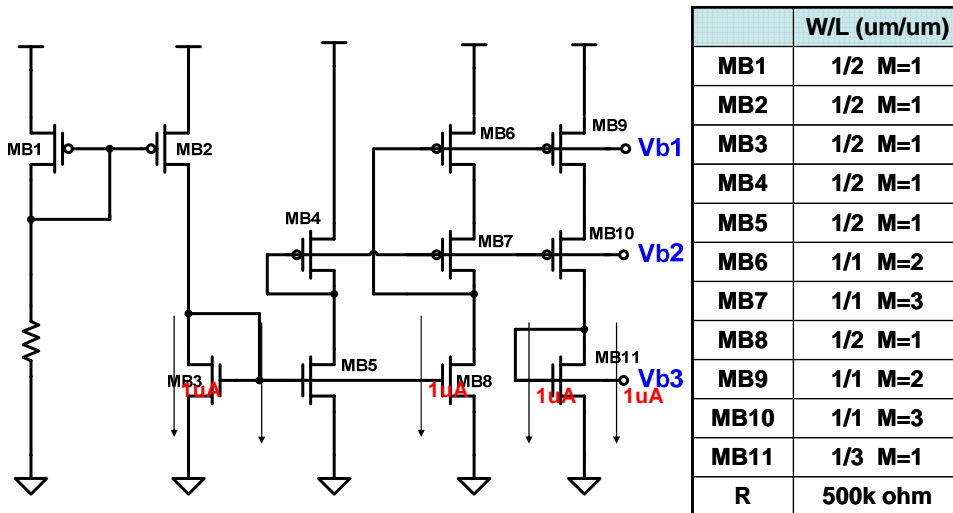 MB1
MB2
MB6
MB9
Vb1
MB4
MB7
MB10
Vb2
MB3
1uA
MB5
MB8
1uA
MB11
Vb3
1uA
1uA
W/L (um/um)
MB1 1/2 M=1
MB2 1/2 M=1
MB3 1/2 M=1
MB4 1/2 M=1
MB5 1/2 M=1
MB6 1/1 M=2
MB7 1/1 M=3
MB8 1/2 M=1
MB9 1/1 M=2
MB10 1/1 M=3
MB11 1/3 M=1
R 500k ohm